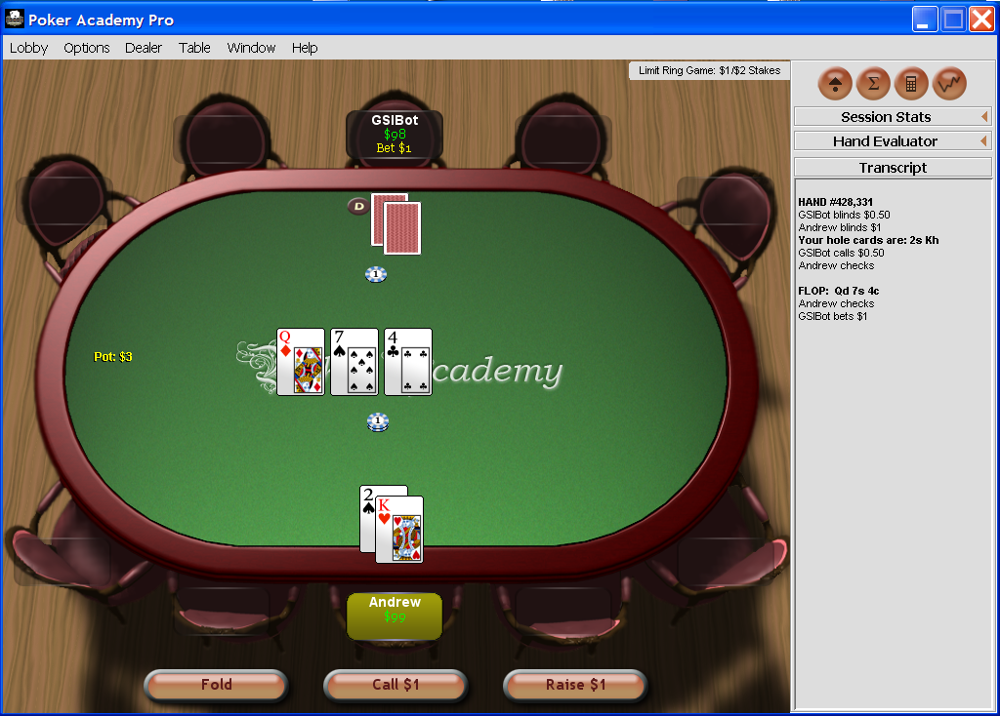 Poker Academy Pro
Lobby Options Dealer Table Window Help
Limit Ring Game: $1/$2 Stakes
GSIBot
$98
Bet $1
D
1
Pot: $3
Q 7 4
cademy
1
2 K
Andrew
$99
Fold Call $1 Raise $1
Σ
Session Stats
Hand Evaluator
Transcript
HAND #428,331
GSIBot blinds $0.50
Andrew blinds $1
Your hole cards are: 2s Kh
GSIBot calls $0.50
Andrew checks
FLOP: Qd 7s 4c
Andrew checks
GSIBot bets $1